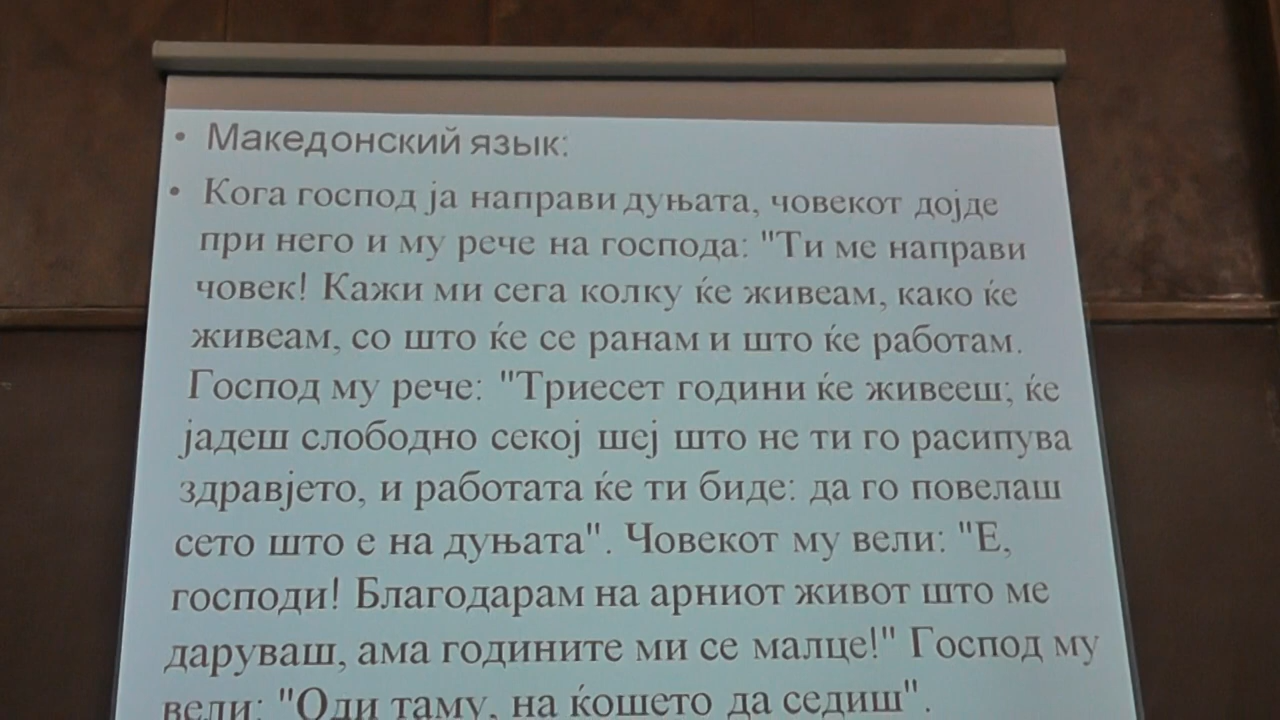 • Македонский язык:
• Кога господ ја направи дуњата, човекот дојде
при него и му рече на господа: "Ти ме направи
човек! Кажи ми сега колку ќе живеам, како ќе
живеам, со што ќе се ранам и што ќе работам.
Господ му рече: "Триесет години ќе живееш; ќе
јадеш слободно секој шеј што не ти го расипува
здравјето, и работата ќе ти биде: да го повелаш
сето што е на дуњата". Човекот му вели: "Е,
господи! Благодарам на арниот живот што ме
даруваш, ама годините ми се малце!" Господ му
вели: "Оди таму, на ќошето да седиш".